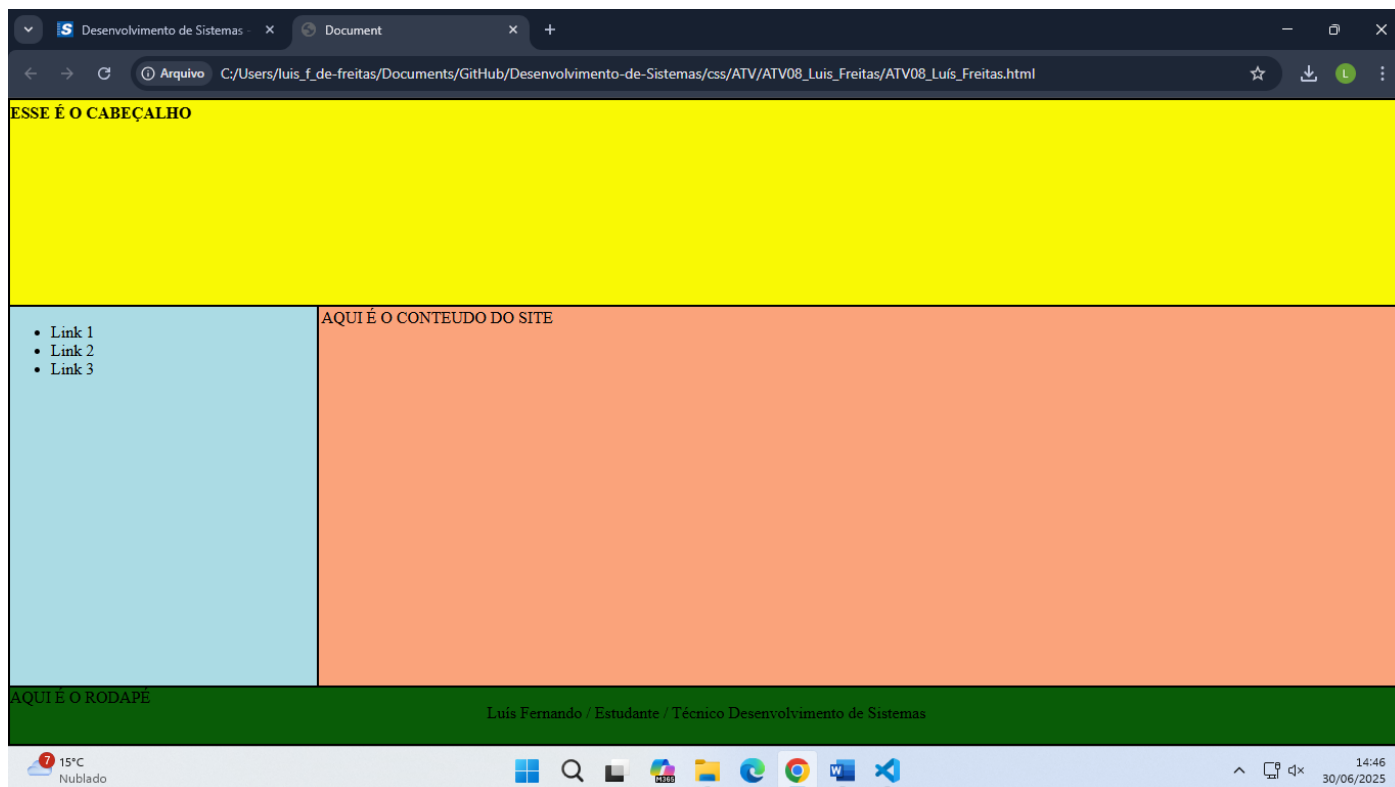 Desenvolvimento de Sistemas -
Document
Arquivo
C:/Users/luis_f_de-freitas/Documents/GitHub/Desenvolvimento-de-Sistemas/css/ATV/ATV08_Luis_Freitas/ATV08_Luís_Freitas.html
L
ESSE É O CABEÇALHO
Link 1
Link 2
Link 3
AQUI É O CONTEUDO DO SITE
AQUI É O RODAPÉ
Luís Fernando / Estudante / Técnico Desenvolvimento de Sistemas
7
15°C
Nublado
M365
14:46
30/06/2025